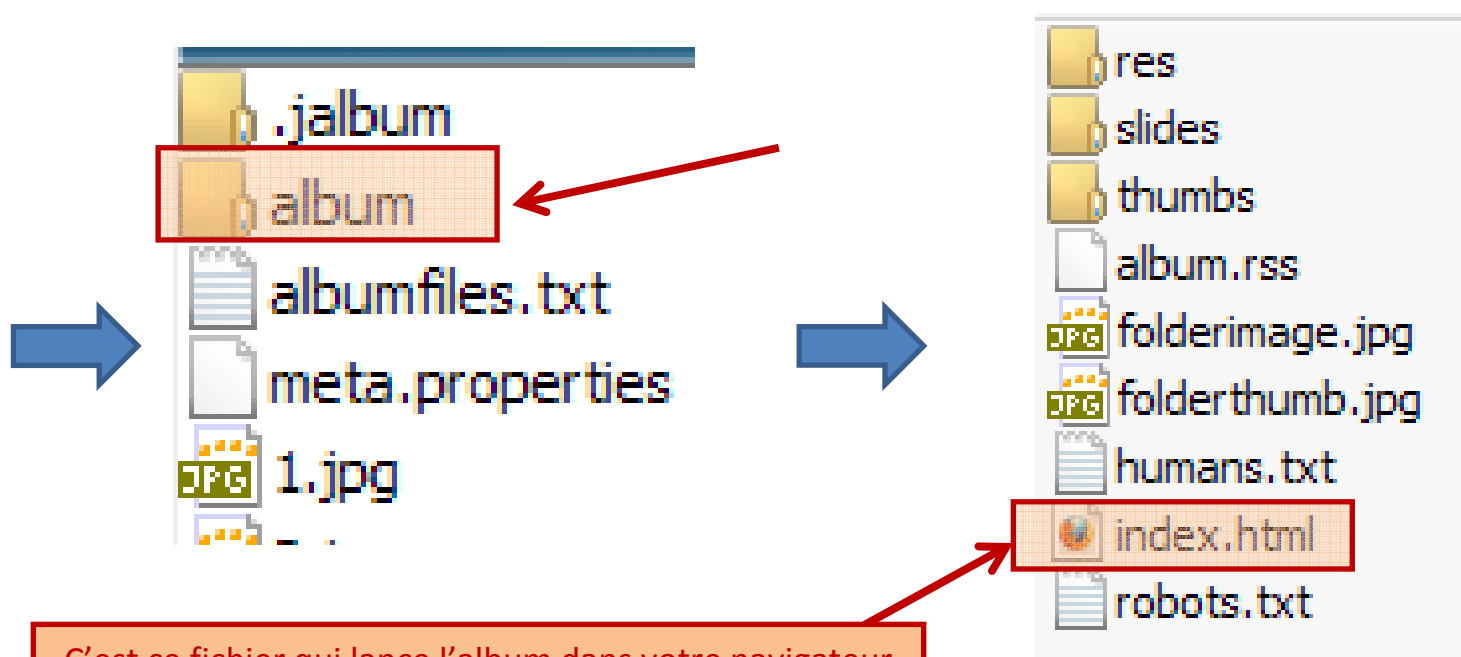 .jalbum
album
albumfiles.txt
meta.properties
1.jpg
res
slides
thumbs
album.rss
folderimage.jpg
folderthumb.jpg
humans.txt
index.html
robots.txt
C’est ce fichier qui lance l’album dans votre navigateur